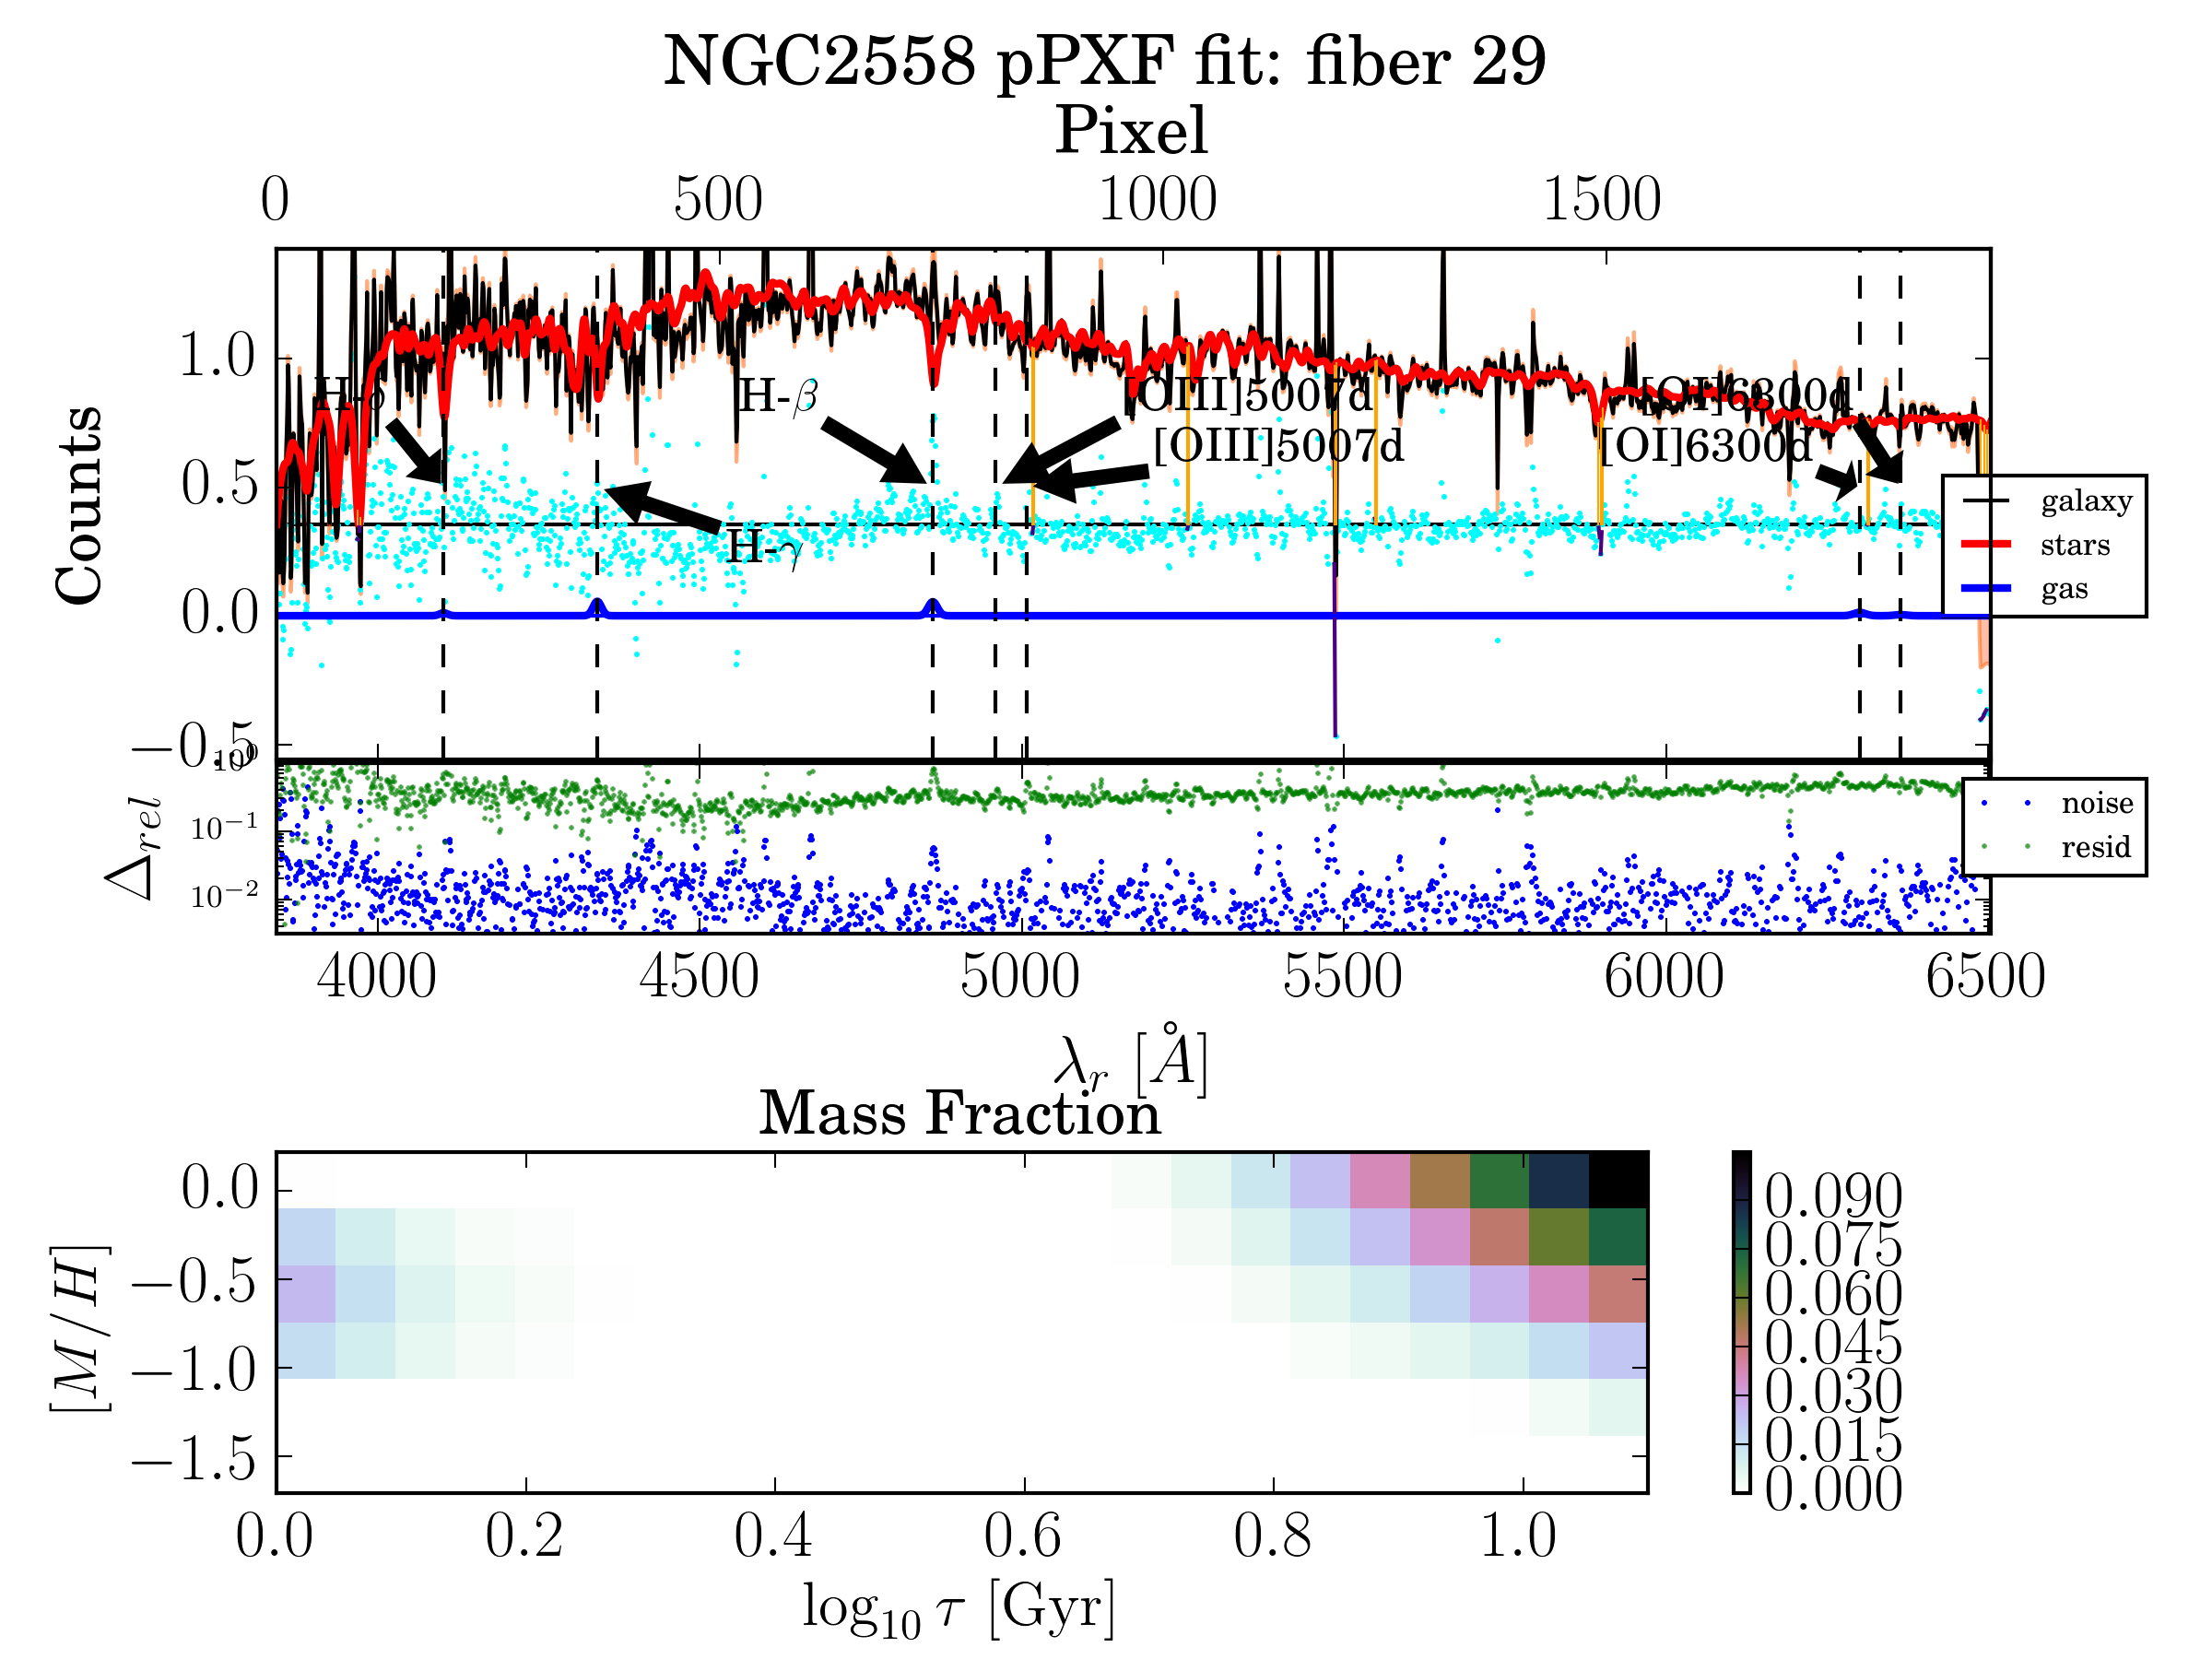 NGC2558 pPXF fit: fiber 29
Pixel
0 500 1000 1500
Counts
1.0
0.5
0.0
−0.5
H-δ
H-β
[OIII]5007d
[OI]6300d
[OIII]5007d
[OI]6300d
H-γ
galaxy
stars
gas
Δrel
10⁰
10⁻¹
10⁻²
noise
resid
4000 4500 5000 5500 6000 6500
λr [Å]
Mass Fraction
[M/H]
0.0
−0.5
−1.0
−1.5
0.0 0.2 0.4 0.6 0.8 1.0
log₁₀ τ [Gyr]
0.090
0.075
0.060
0.045
0.030
0.015
0.000